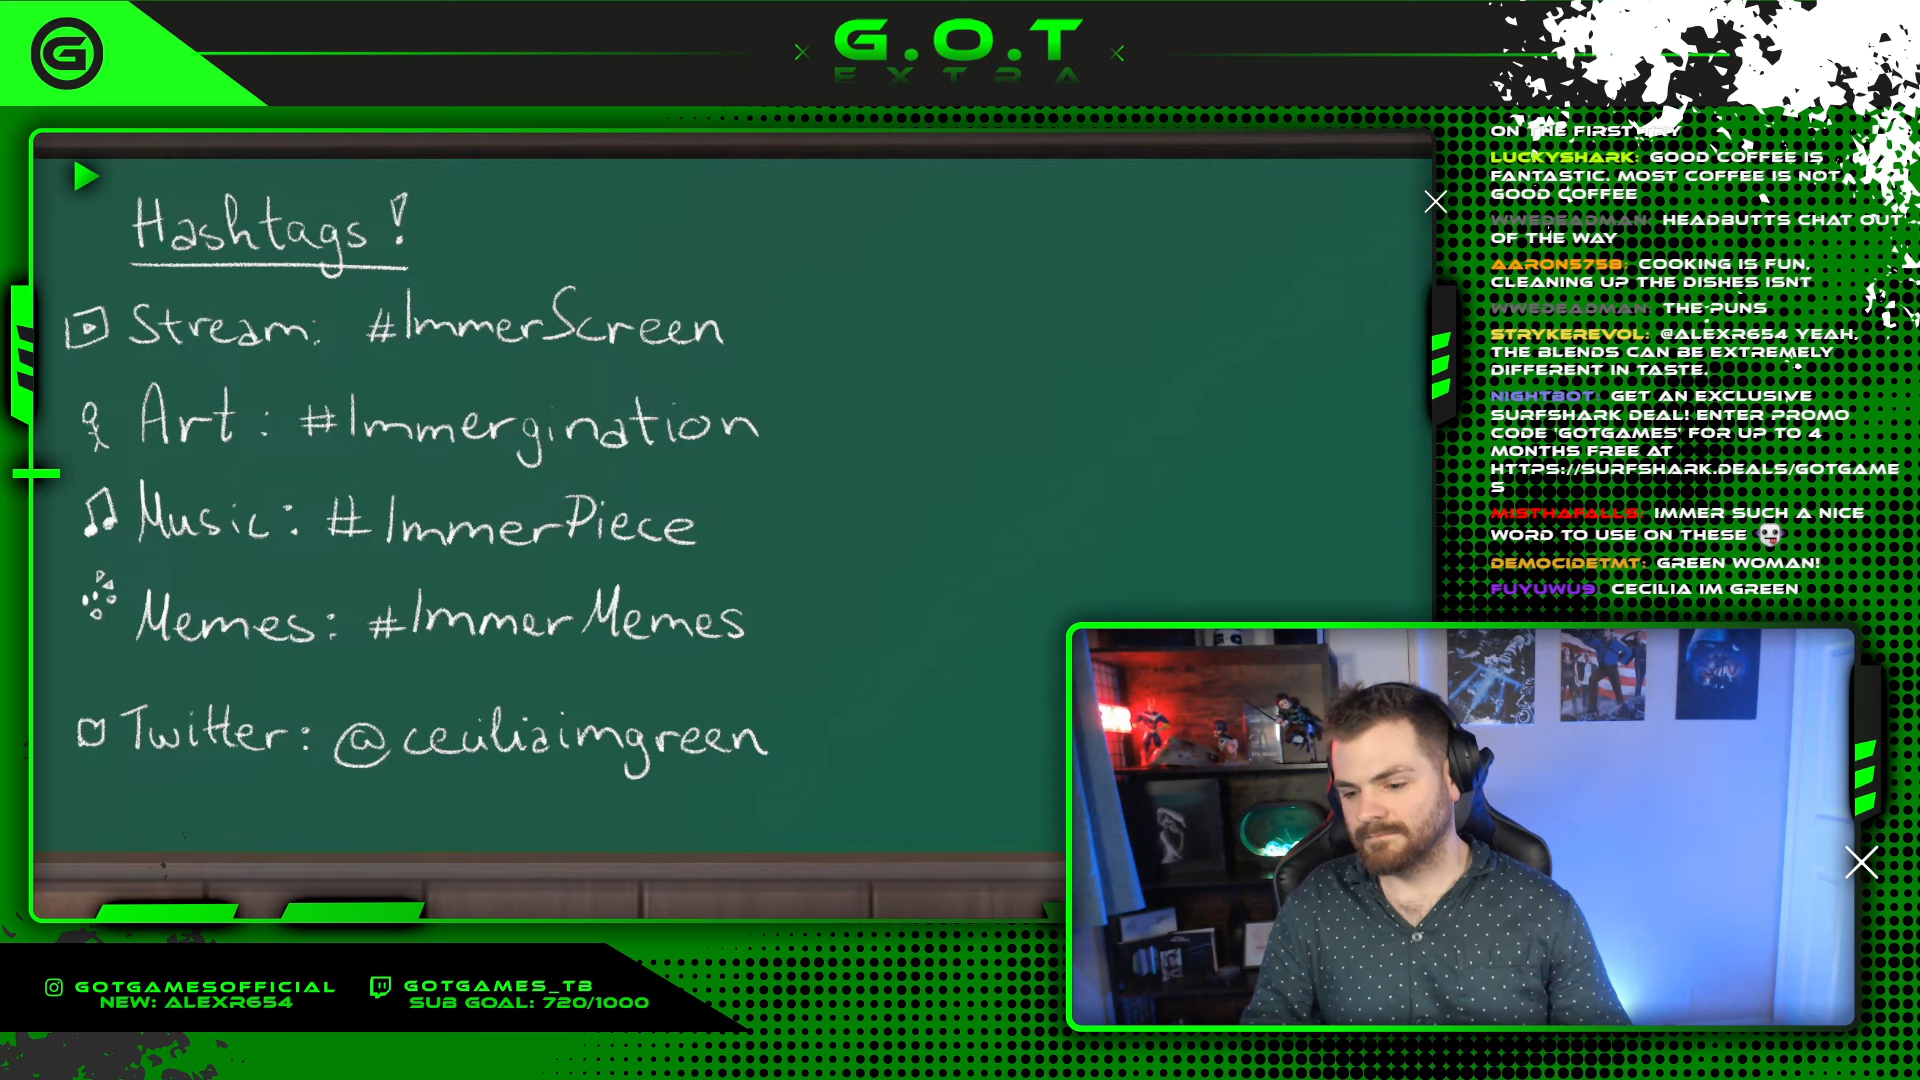 G.O.T
EXTRA
Hashtags!
Stream: #ImmerScreen
Art: #Immergination
Music: #ImmerPiece
Memes: #ImmerMemes
Twitter: @ceciliaimgreen
ON THE FIRST TRY
LUCKYSHARK: GOOD COFFEE IS
FANTASTIC. MOST COFFEE IS NOT
GOOD COFFEE
WWEDEADMAN: HEADBUTTS CHAT OUT
OF THE WAY
AARON5758: COOKING IS FUN,
CLEANING UP THE DISHES ISNT
WWEDEADMAN: THE PUNS
STRYKEREVOL: @ALEXR654 YEAH,
THE BLENDS CAN BE EXTREMELY
DIFFERENT IN TASTE.
NIGHTBOT: GET AN EXCLUSIVE
SURFSHARK DEAL! ENTER PROMO
CODE 'GOTGAMES' FOR UP TO 4
MONTHS FREE AT
HTTPS://SURFSHARK.DEALS/GOTGAME
S
MISTHAFALLS: IMMER SUCH A NICE
WORD TO USE ON THESE
DEMOCIDETMT: GREEN WOMAN!
FUYUWU9: CECILIA IM GREEN
GOTGAMESOFFICIAL
NEW: ALEXR654
GOTGAMES_TB
SUB GOAL: 720/1000